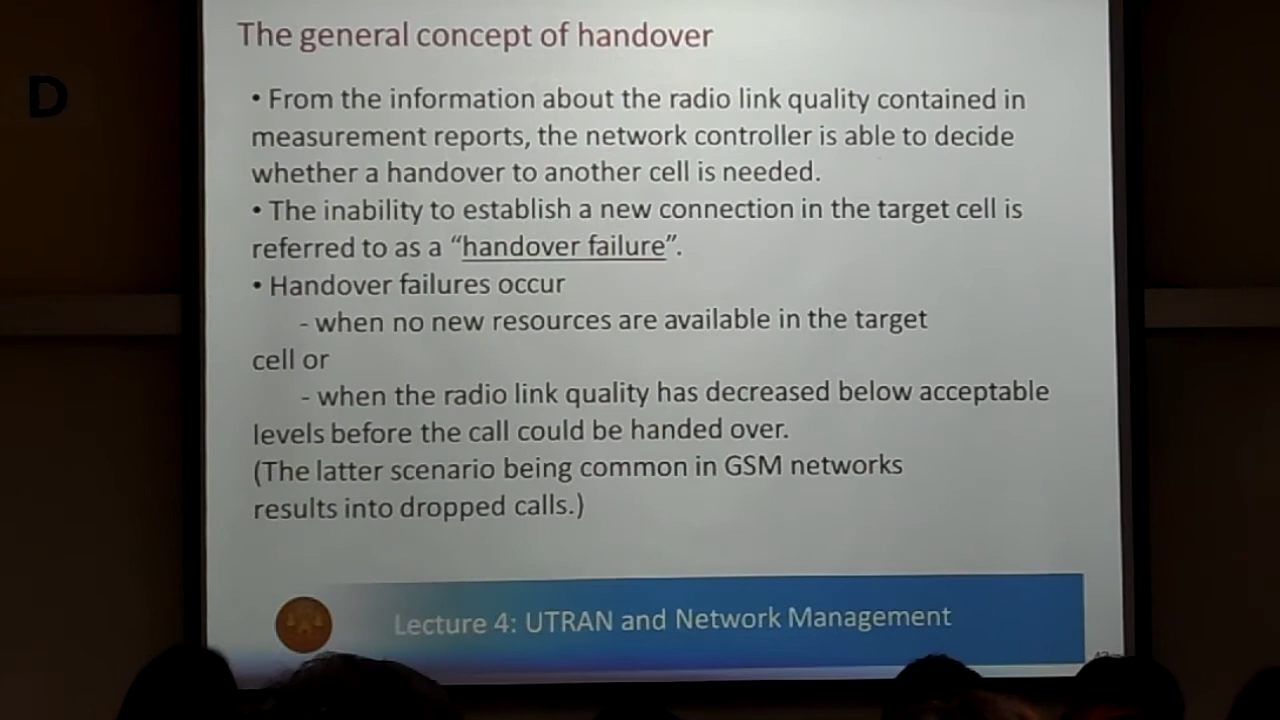 D
The general concept of handover
• From the information about the radio link quality contained in
measurement reports, the network controller is able to decide
whether a handover to another cell is needed.
• The inability to establish a new connection in the target cell is
referred to as a “handover failure”.
• Handover failures occur
- when no new resources are available in the target
cell or
- when the radio link quality has decreased below acceptable
levels before the call could be handed over.
(The latter scenario being common in GSM networks
results into dropped calls.)
Lecture 4: UTRAN and Network Management